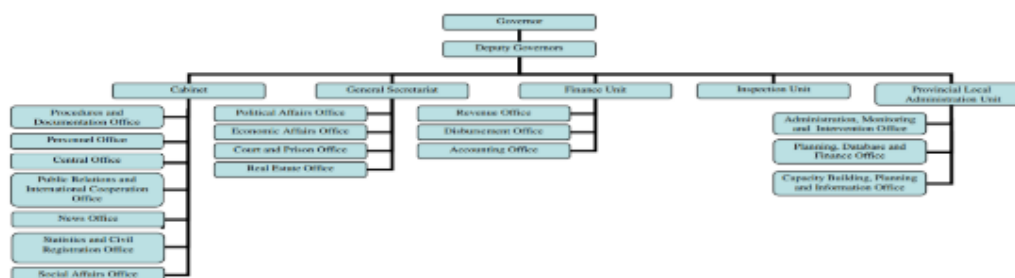 Governor
Deputy Governors
Cabinet
General Secretariat
Finance Unit
Inspection Unit
Provincial Local
Administration Unit
Procedures and
Documentation Office
Personnel Office
Central Office
Public Relations and
International Cooperation
Office
News Office
Statistics and Civil
Registration Office
Social Affairs Office
Political Affairs Office
Economic Affairs Office
Court and Prison Office
Real Estate Office
Revenue Office
Disbursement Office
Accounting Office
Administration, Monitoring
and Intervention Office
Planning, Database and
Finance Office
Capacity Building, Planning
and Information Office